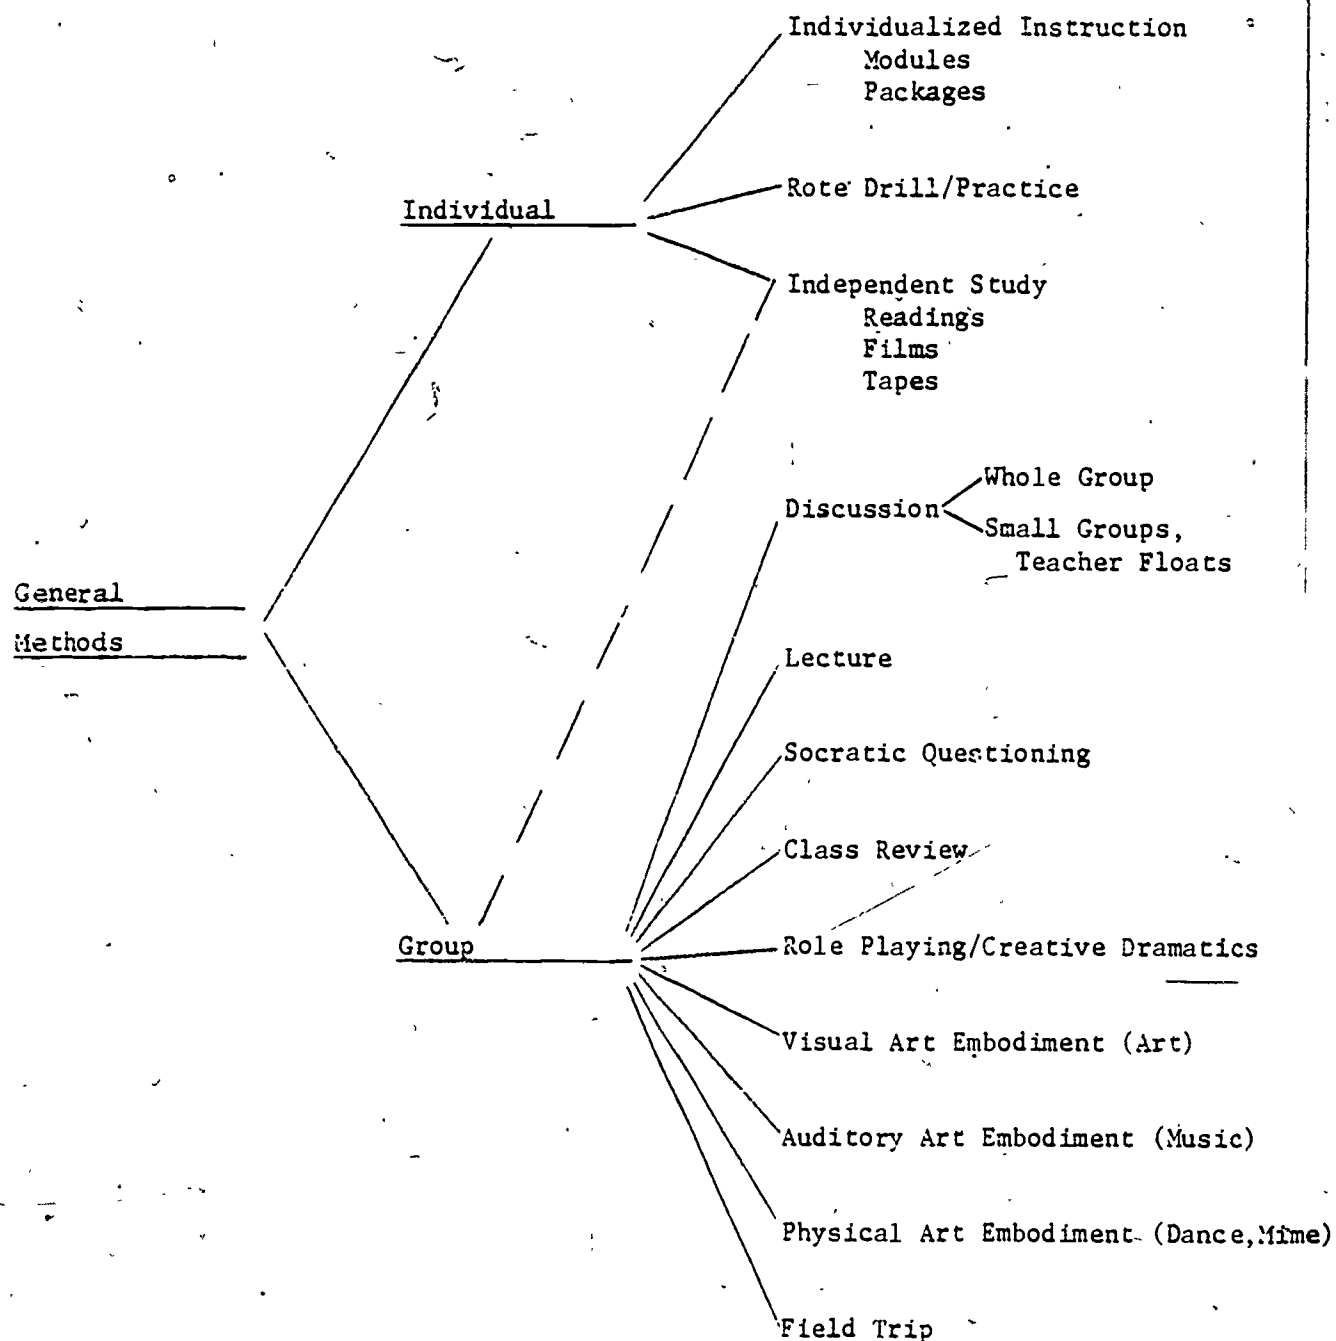 Individualized Instruction
Modules
Packages
Rote Drill/Practice
Individual
Independent Study
Readings
Films
Tapes
Whole Group
Discussion
Small Groups,
Teacher Floats
General
Methods
Lecture
Socratic Questioning
Class Review
Group
Role Playing/Creative Dramatics
Visual Art Embodiment (Art)
Auditory Art Embodiment (Music)
Physical Art Embodiment (Dance,Mime)
Field Trip